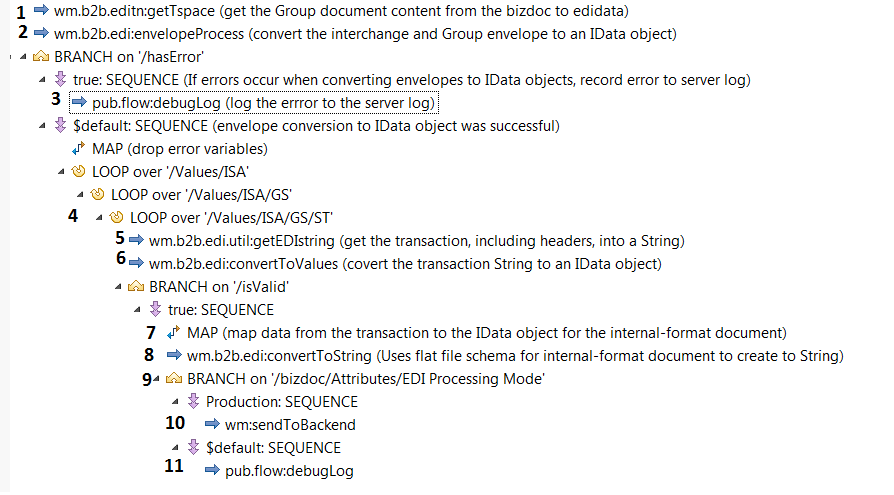 1 wm.b2b.editn:getTspace (get the Group document content from the bizdoc to edidata)
2 wm.b2b.edi:envelopeProcess (convert the interchange and Group envelope to an IData object)
BRANCH on '/hasError'
true: SEQUENCE (If errors occur when converting envelopes to IData objects, record error to server log)
3 pub.flow:debugLog (log the errror to the server log)
$default: SEQUENCE (envelope conversion to IData object was successful)
MAP (drop error variables)
LOOP over '/Values/ISA'
LOOP over '/Values/ISA/GS'
4 LOOP over '/Values/ISA/GS/ST'
5 wm.b2b.edi.util:getEDIstring (get the transaction, including headers, into a String)
6 wm.b2b.edi:convertToValues (covert the transaction String to an IData object)
BRANCH on '/isValid'
true: SEQUENCE
7 MAP (map data from the transaction to the IData object for the internal-format document)
8 wm.b2b.edi:convertToString (Uses flat file schema for internal-format document to create to String)
9 BRANCH on '/bizdoc/Attributes/EDI Processing Mode'
Production: SEQUENCE
10 wm:sendToBackend
$default: SEQUENCE
11 pub.flow:debugLog